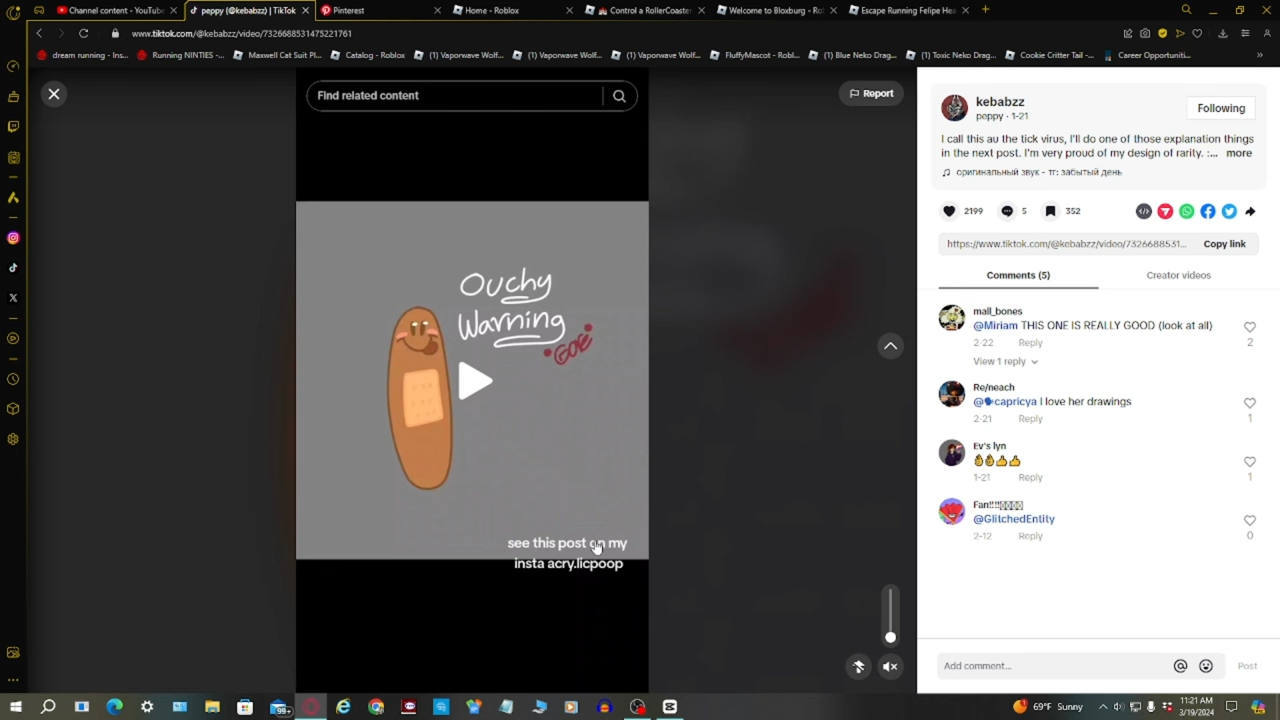 Channel content - YouTube
peppy (@kebabzz) | TikTok
Pinterest
Home - Roblox
Control a RollerCoaster
Welcome to Bloxburg - Ro
Escape Running Felipe He
www.tiktok.com/@kebabzz/video/7326688531475221761
dream running - Ins...
Running NINTIES -...
Maxwell Cat Suit Pl...
Catalog - Roblox
(1) Vaporwave Wolf...
(1) Vaporwave Wolf...
(1) Vaporwave Wolf...
FluffyMascot - Robl...
(1) Blue Neko Drag...
(1) Toxic Neko Drag...
Cookie Critter Tail -...
Career Opportuniti...
Find related content
Report
Ouchy
Warning
GORE
see this post on my
insta acry.licpoop
kebabzz
peppy · 1-21
Following
I call this au the tick virus, I'll do one of those explanation things
in the next post. I'm very proud of my design of rarity. :... more
оригинальный звук - тг: забытый день
2199
5
352
https://www.tiktok.com/@kebabzz/video/7326688531...
Copy link
Comments (5)
Creator videos
mall_bones
@Miriam THIS ONE IS REALLY GOOD (look at all)
2-22
Reply
2
View 1 reply
Re/neach
@🗣capricya I love her drawings
2-21
Reply
1
Ev's lyn
👌👌👍👍
1-21
Reply
1
Fan!!!!
@GlitchedEntity
2-12
Reply
0
Add comment...
Post
99+
69°F Sunny
11:21 AM
3/19/2024